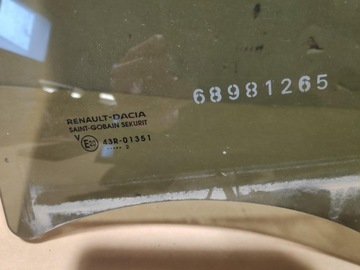 68981265
RENAULT-DACIA
SAINT-GOBAIN SEKURIT
V
43R-01351